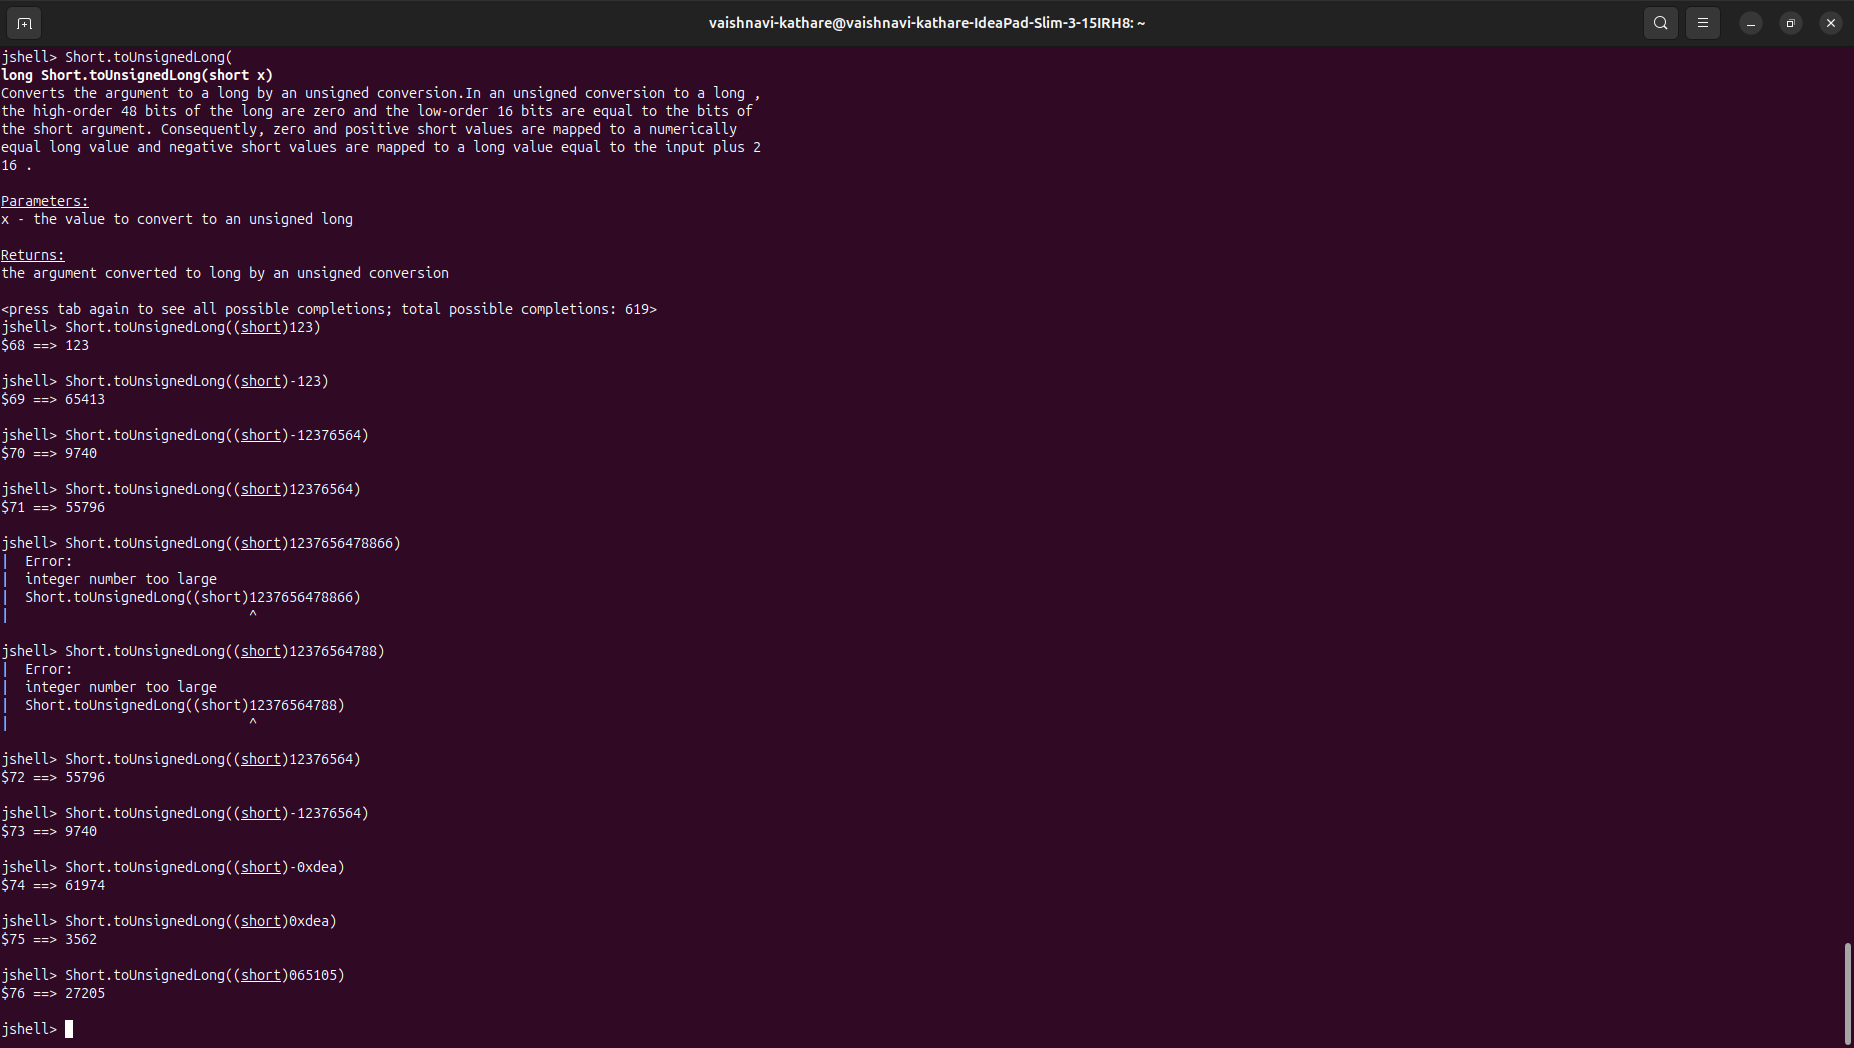 vaishnavi-kathare@vaishnavi-kathare-IdeaPad-Slim-3-15IRH8: ~
jshell> Short.toUnsignedLong(
long Short.toUnsignedLong(short x)
Converts the argument to a long by an unsigned conversion.In an unsigned conversion to a long ,
the high-order 48 bits of the long are zero and the low-order 16 bits are equal to the bits of
the short argument. Consequently, zero and positive short values are mapped to a numerically
equal long value and negative short values are mapped to a long value equal to the input plus 2
16 .
Parameters:
x - the value to convert to an unsigned long
Returns:
the argument converted to long by an unsigned conversion
<press tab again to see all possible completions; total possible completions: 619>
jshell> Short.toUnsignedLong((short)123)
$68 ==> 123
jshell> Short.toUnsignedLong((short)-123)
$69 ==> 65413
jshell> Short.toUnsignedLong((short)-12376564)
$70 ==> 9740
jshell> Short.toUnsignedLong((short)12376564)
$71 ==> 55796
jshell> Short.toUnsignedLong((short)1237656478866)
|  Error:
|  integer number too large
|  Short.toUnsignedLong((short)1237656478866)
|                              ^
jshell> Short.toUnsignedLong((short)12376564788)
|  Error:
|  integer number too large
|  Short.toUnsignedLong((short)12376564788)
|                              ^
jshell> Short.toUnsignedLong((short)12376564)
$72 ==> 55796
jshell> Short.toUnsignedLong((short)-12376564)
$73 ==> 9740
jshell> Short.toUnsignedLong((short)-0xdea)
$74 ==> 61974
jshell> Short.toUnsignedLong((short)0xdea)
$75 ==> 3562
jshell> Short.toUnsignedLong((short)065105)
$76 ==> 27205
jshell>